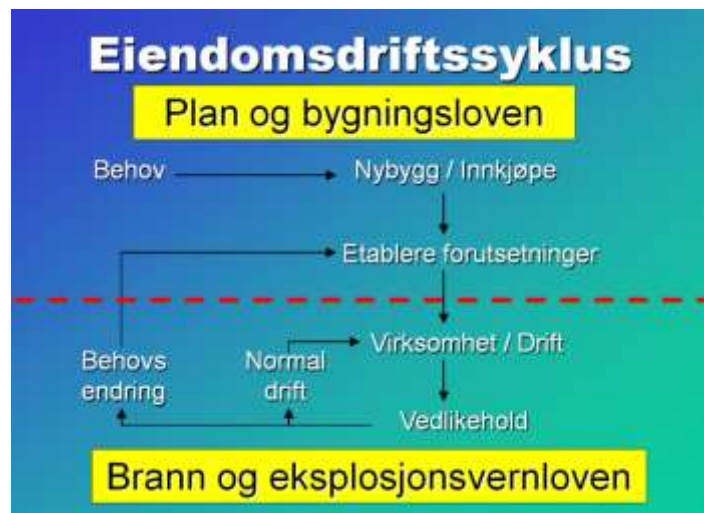 Eiendomsdriftssyklus
Plan og bygningsloven
Behov
Nybygg / Innkjøpe
Etablere forutsetninger
Virksomhet / Drift
Behovs
endring
Normal
drift
Vedlikehold
Brann og eksplosjonsvernloven